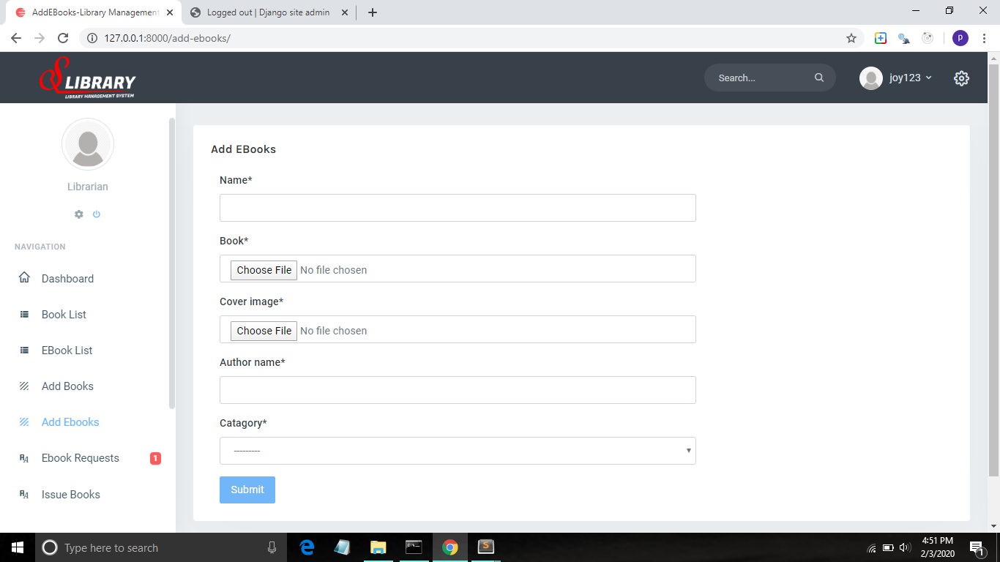 AddEBooks-Library Management
Logged out | Django site admin
127.0.0.1:8000/add-ebooks/
P
SLIBRARY
LIBRARY MANAGEMENT SYSTEM
Search...
joy123
Librarian
NAVIGATION
Dashboard
Book List
EBook List
Add Books
Add Ebooks
Ebook Requests 1
Issue Books
Add EBooks
Name*
Book*
Choose File No file chosen
Cover image*
Choose File No file chosen
Author name*
Catagory*
---------
Submit
Type here to search
4:51 PM
2/3/2020
1